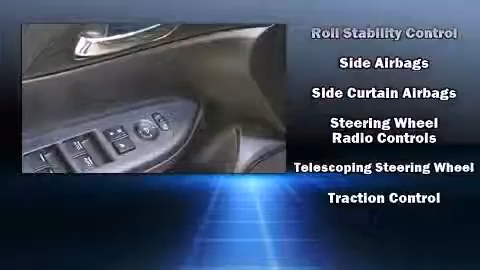 Roll Stability Control
Side Airbags
Side Curtain Airbags
Steering Wheel
Radio Controls
Telescoping Steering Wheel
Traction Control